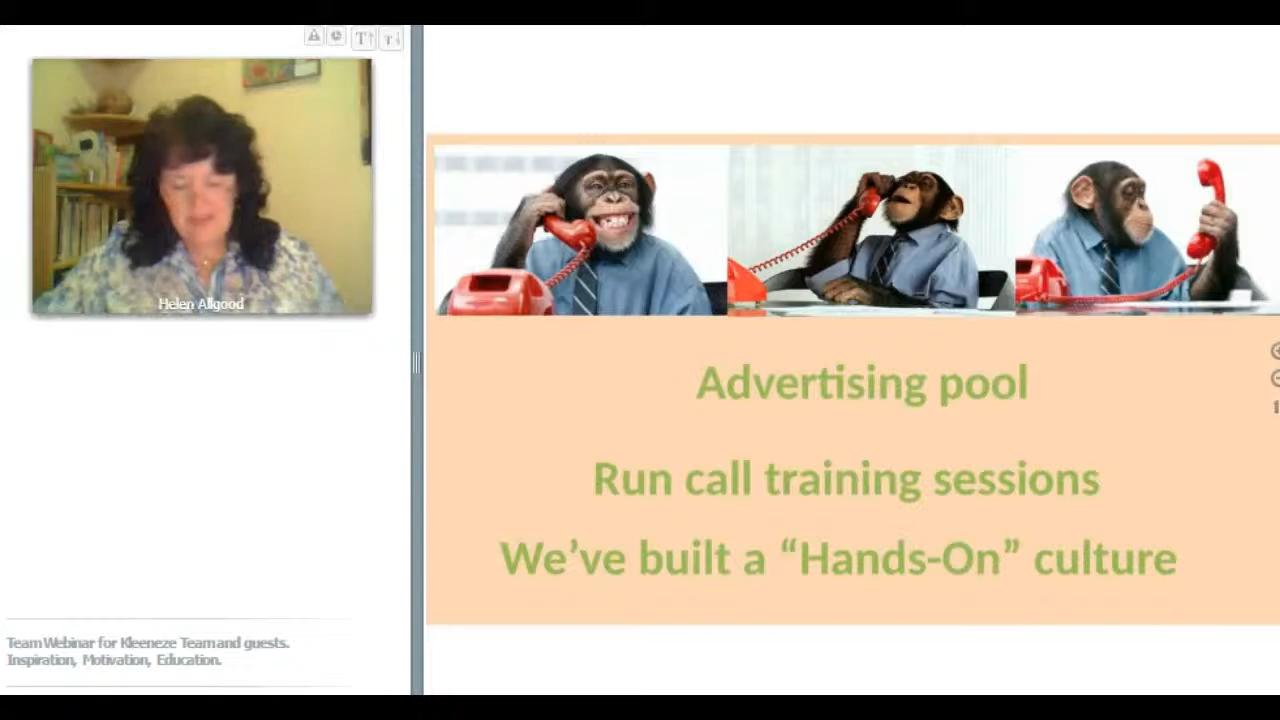 Helen Allgood
Team Webinar for Kleeneze Team and guests.
Inspiration, Motivation, Education.
Advertising pool
Run call training sessions
We’ve built a “Hands-On” culture